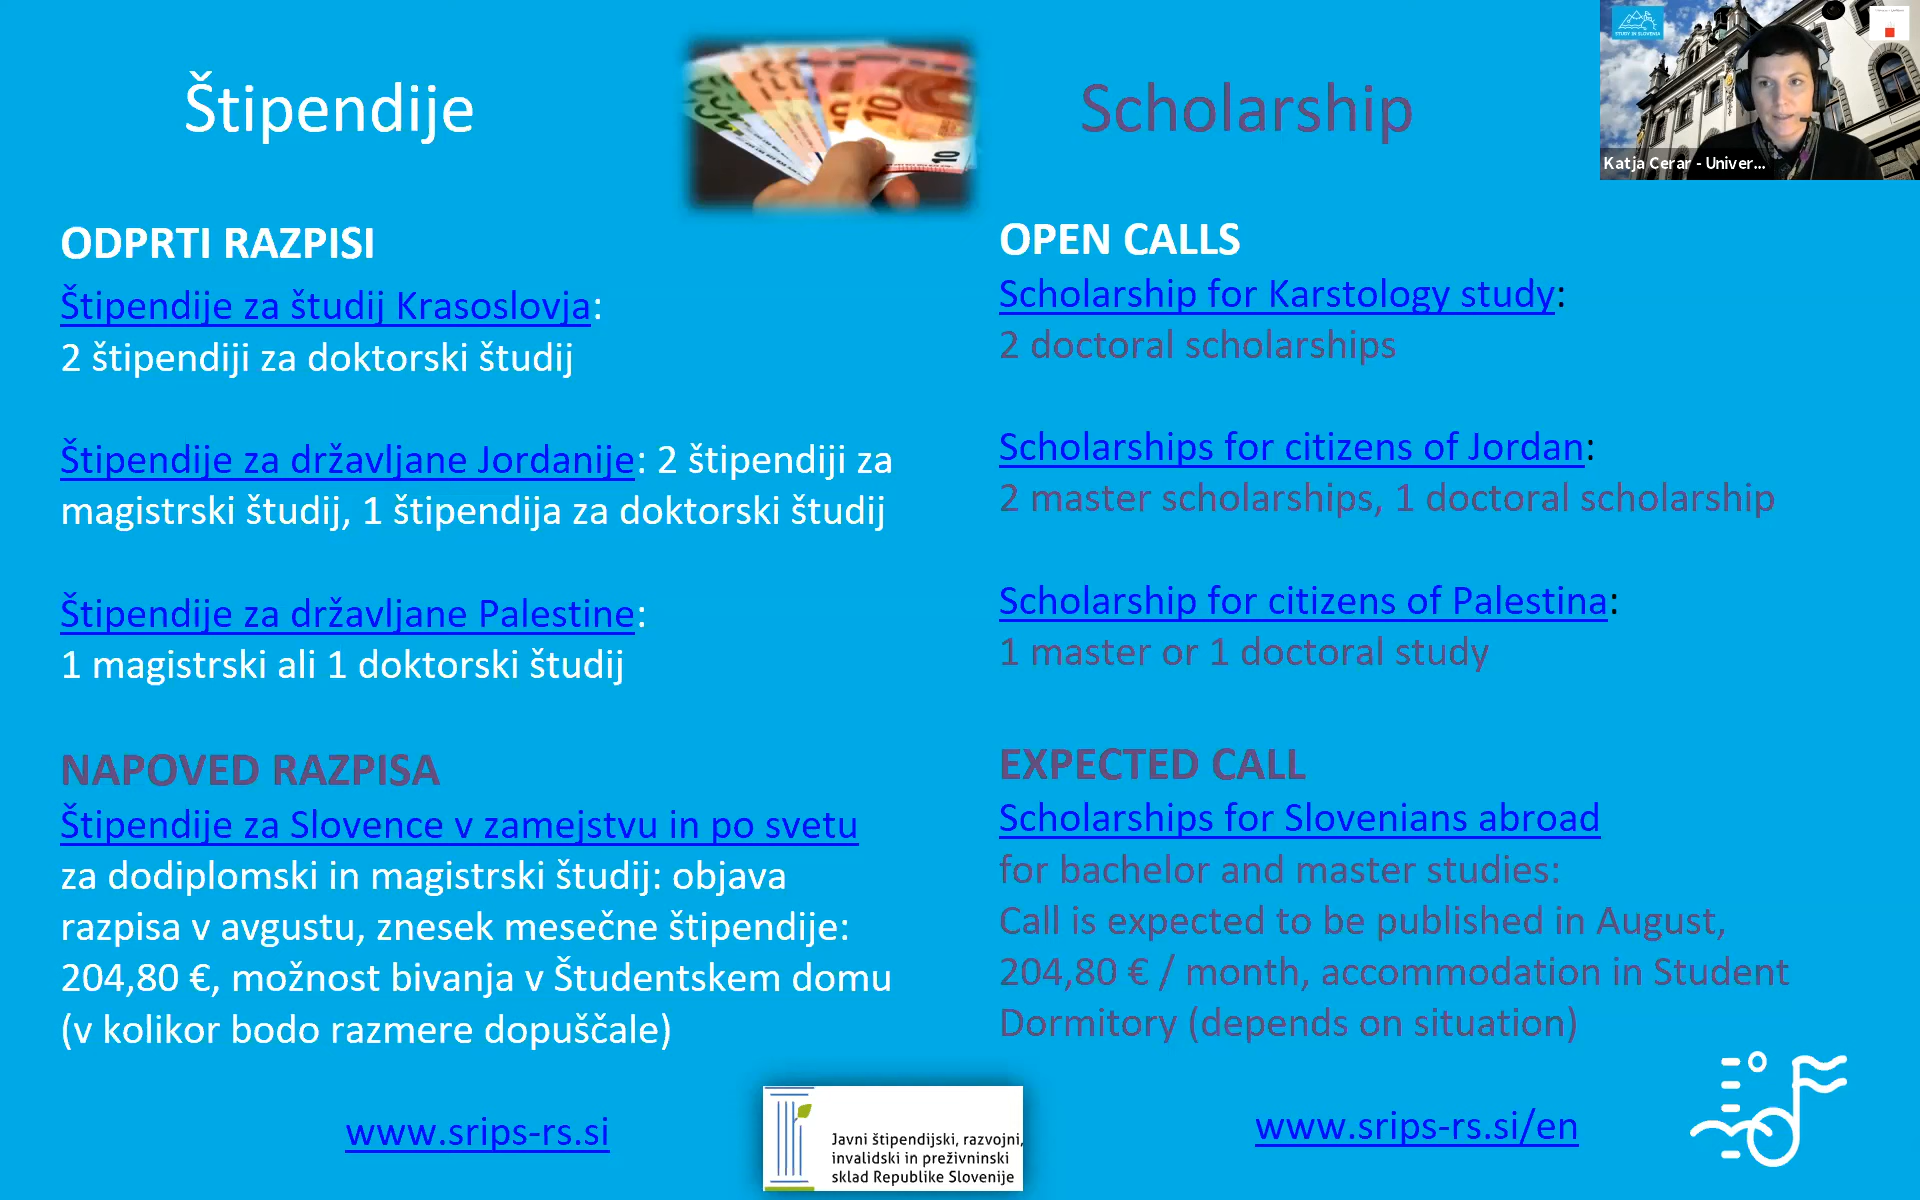 Štipendije
ODPRTI RAZPISI
Štipendije za študij Krasoslovja:
2 štipendiji za doktorski študij
Štipendije za državljane Jordanije: 2 štipendiji za
magistrski študij, 1 štipendija za doktorski študij
Štipendije za državljane Palestine:
1 magistrski ali 1 doktorski študij
NAPOVED RAZPISA
Štipendije za Slovence v zamejstvu in po svetu
za dodiplomski in magistrski študij: objava
razpisa v avgustu, znesek mesečne štipendije:
204,80 €, možnost bivanja v Študentskem domu
(v kolikor bodo razmere dopuščale)
www.srips-rs.si
10
10
Javni štipendijski, razvojni,
invalidski in preživninski
sklad Republike Slovenije
Scholarship
OPEN CALLS
Scholarship for Karstology study:
2 doctoral scholarships
Scholarships for citizens of Jordan:
2 master scholarships, 1 doctoral scholarship
Scholarship for citizens of Palestina:
1 master or 1 doctoral study
EXPECTED CALL
Scholarships for Slovenians abroad
for bachelor and master studies:
Call is expected to be published in August,
204,80 € / month, accommodation in Student
Dormitory (depends on situation)
www.srips-rs.si/en
STUDY IN SLOVENIA
Katja Cerar - Univer...